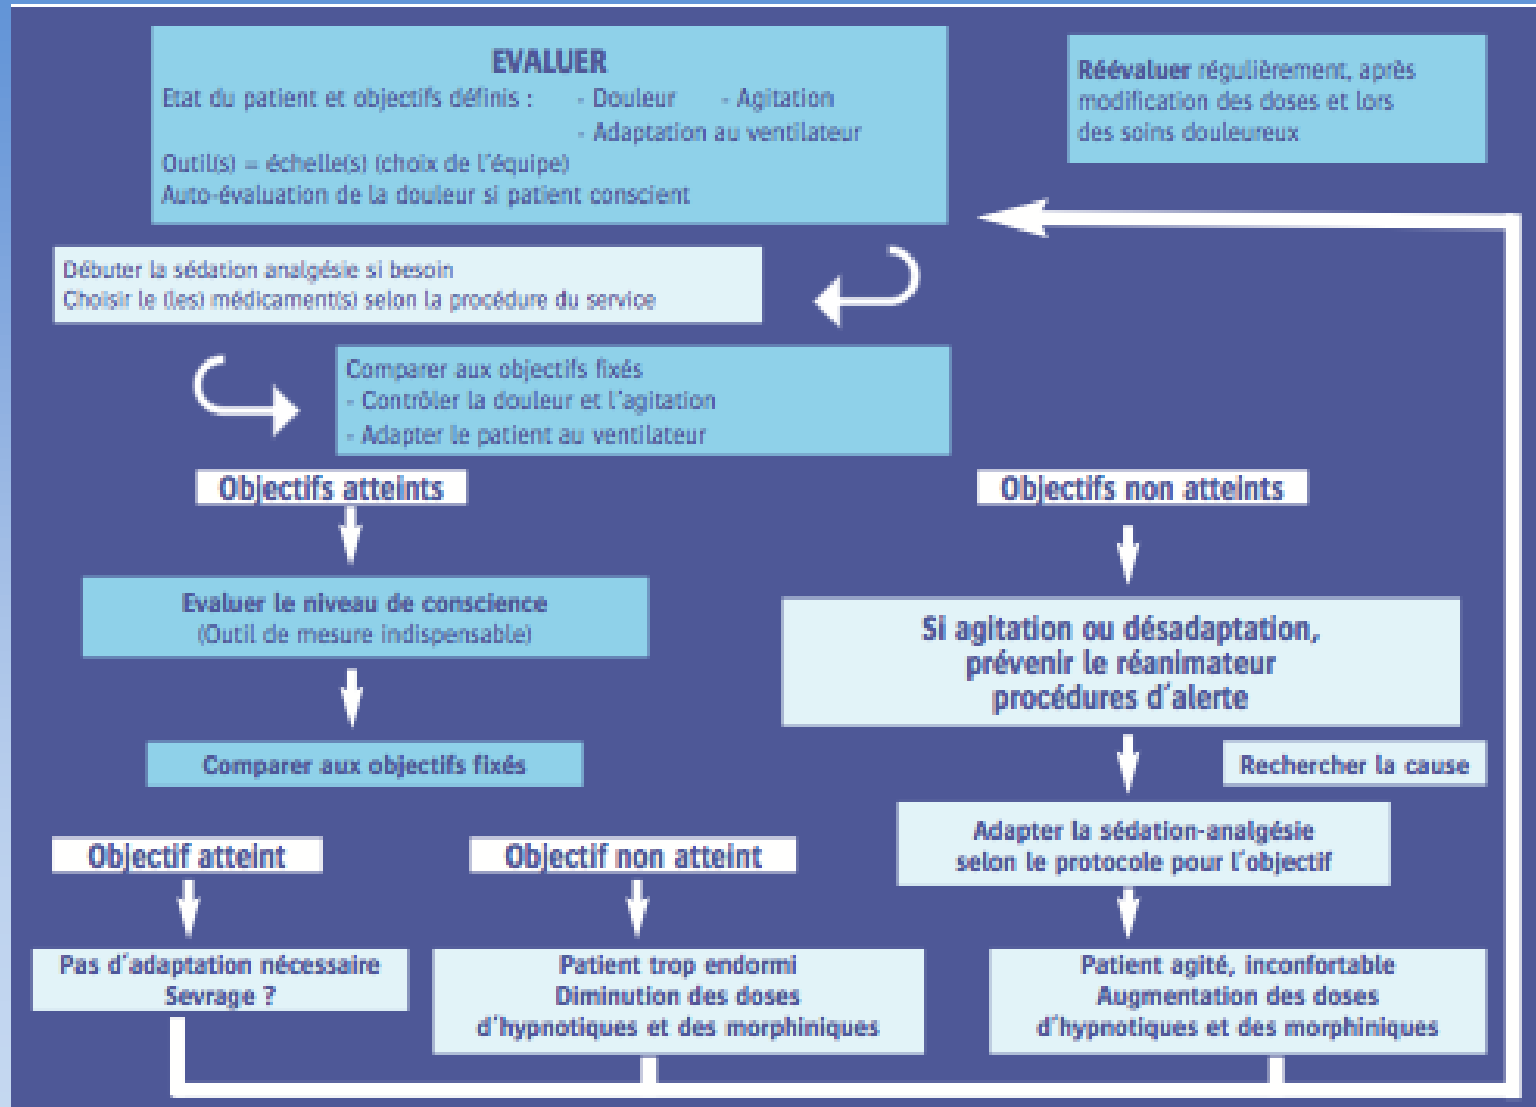 EVALUER
Etat du patient et objectifs définis : - Douleur - Agitation
- Adaptation au ventilateur
Outil(s) = échelle(s) (choix de l'équipe)
Auto-évaluation de la douleur si patient conscient
Réévaluer régulièrement, après
modification des doses et lors
des soins douleureux
Débuter la sédation analgésie si besoin
Choisir le (les) médicament(s) selon la procédure du service
Comparer aux objectifs fixés
- Contrôler la douleur et l'agitation
- Adapter le patient au ventilateur
Objectifs atteints
Objectifs non atteints
Evaluer le niveau de conscience
(Outil de mesure indispensable)
Si agitation ou désadaptation,
prévenir le réanimateur
procédures d'alerte
Comparer aux objectifs fixés
Rechercher la cause
Adapter la sédation-analgésie
selon le protocole pour l'objectif
Objectif atteint
Objectif non atteint
Pas d'adaptation nécessaire
Sevrage ?
Patient trop endormi
Diminution des doses
d'hypnotiques et des morphiniques
Patient agité, inconfortable
Augmentation des doses
d'hypnotiques et des morphiniques